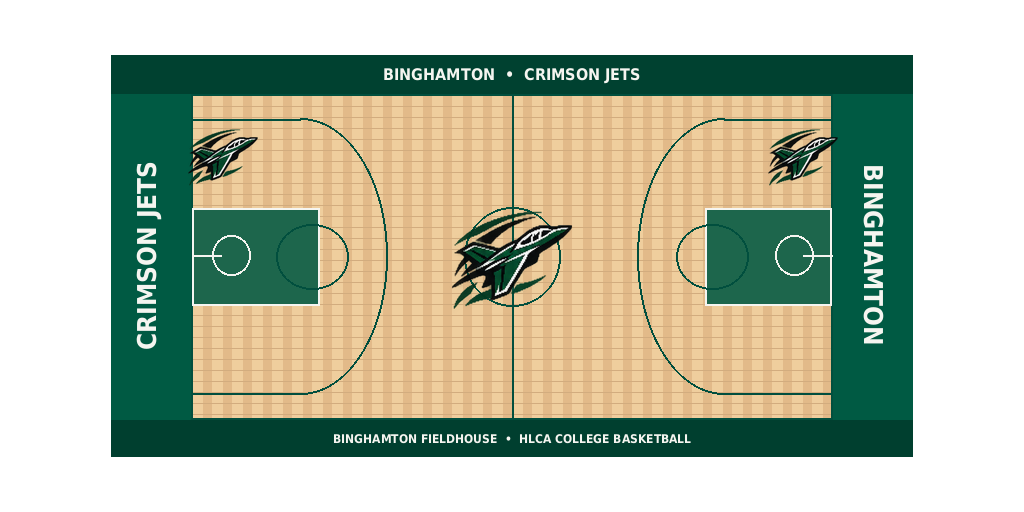 BINGHAMTON • CRIMSON JETS
CRIMSON JETS
BINGHAMTON
BINGHAMTON FIELDHOUSE • HLCA COLLEGE BASKETBALL